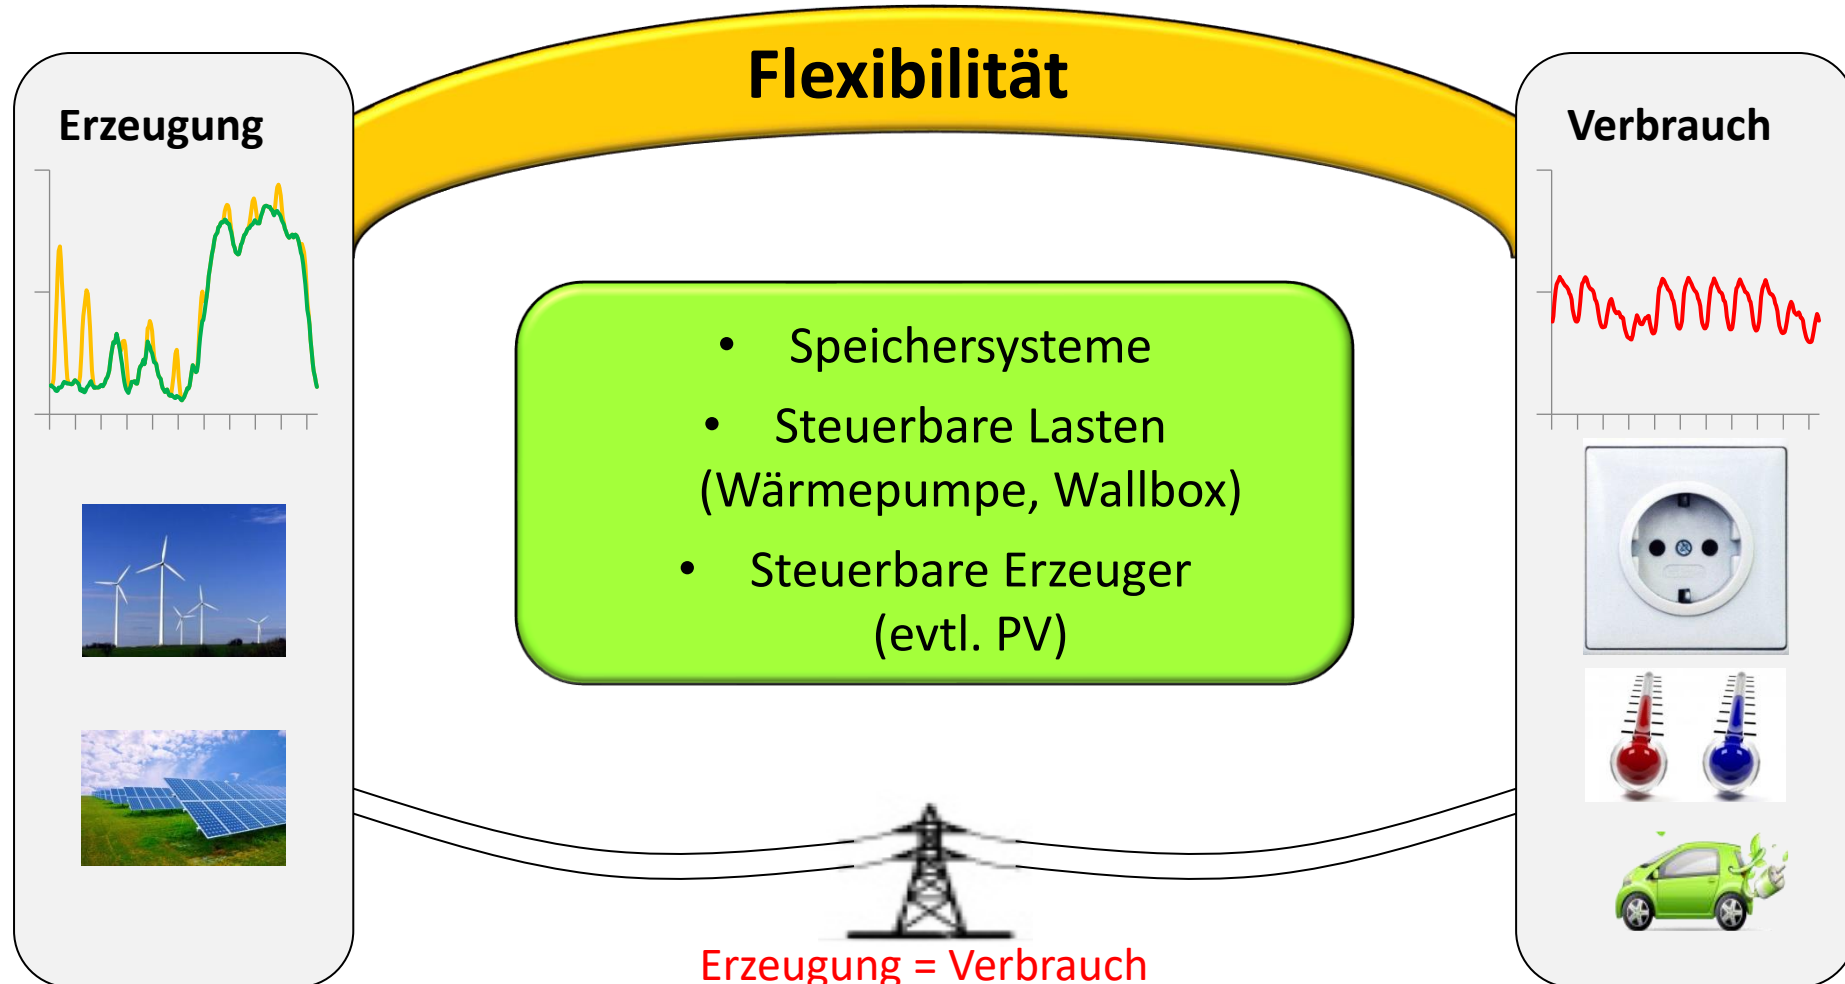 Flexibilität
Erzeugung
Verbrauch
• Speichersysteme
• Steuerbare Lasten
(Wärmepumpe, Wallbox)
• Steuerbare Erzeuger
(evtl. PV)
Erzeugung = Verbrauch